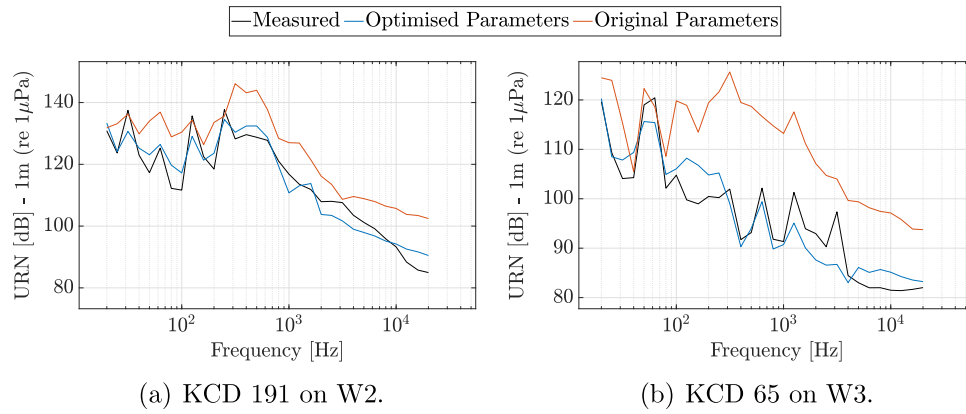 Measured Optimised Parameters Original Parameters
URN [dB] - 1m (re 1μPa)
140
120
100
80
10^2 10^3 10^4
Frequency [Hz]
(a) KCD 191 on W2.
URN [dB] - 1m (re 1μPa)
120
110
100
90
80
10^2 10^3 10^4
Frequency [Hz]
(b) KCD 65 on W3.